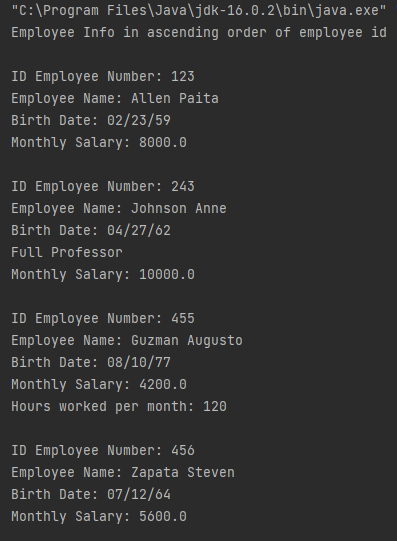 "C:\Program Files\Java\jdk-16.0.2\bin\java.exe"
Employee Info in ascending order of employee id
ID Employee Number: 123
Employee Name: Allen Paita
Birth Date: 02/23/59
Monthly Salary: 8000.0
ID Employee Number: 243
Employee Name: Johnson Anne
Birth Date: 04/27/62
Full Professor
Monthly Salary: 10000.0
ID Employee Number: 455
Employee Name: Guzman Augusto
Birth Date: 08/10/77
Monthly Salary: 4200.0
Hours worked per month: 120
ID Employee Number: 456
Employee Name: Zapata Steven
Birth Date: 07/12/64
Monthly Salary: 5600.0